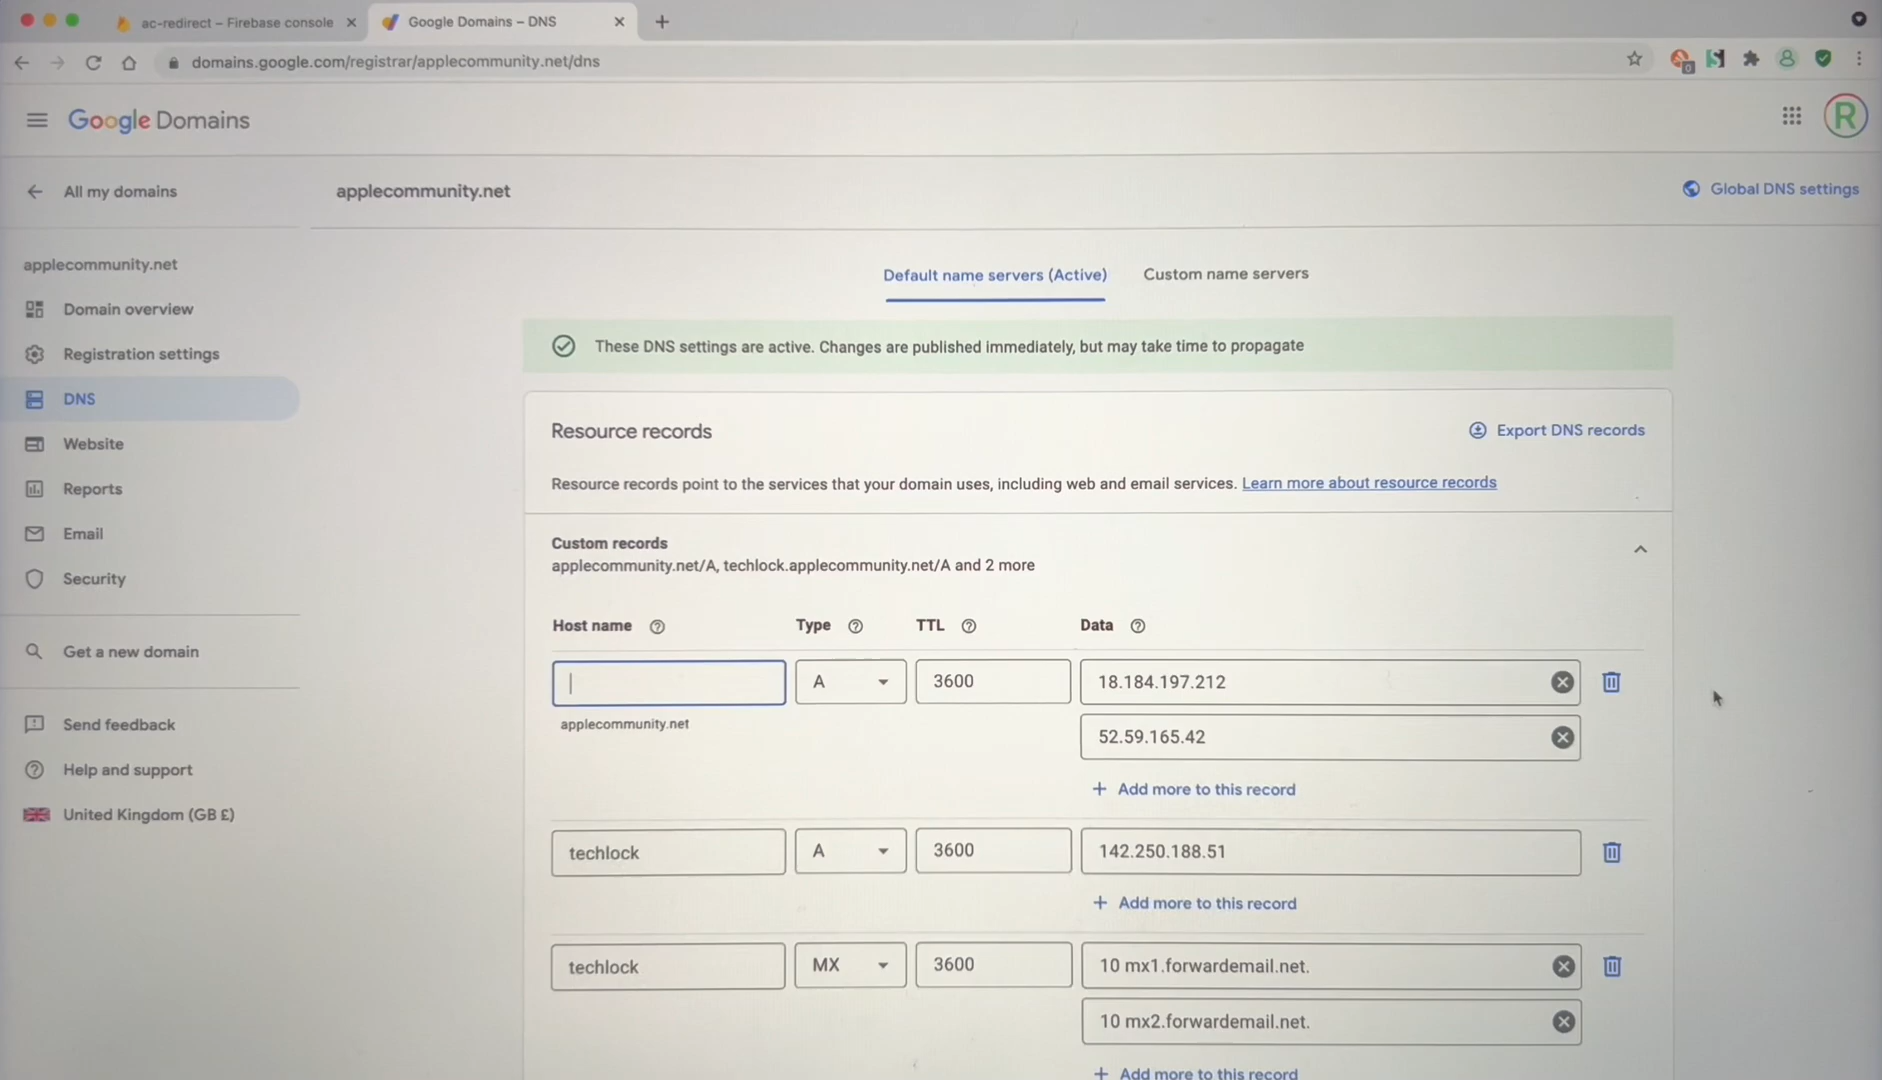 ac-redirect – Firebase console
Google Domains – DNS
domains.google.com/registrar/applecommunity.net/dns
0
Google Domains
R
All my domains
applecommunity.net
Global DNS settings
applecommunity.net
Domain overview
Registration settings
DNS
Website
Reports
Email
Security
Get a new domain
Send feedback
Help and support
United Kingdom (GB £)
Default name servers (Active)
Custom name servers
These DNS settings are active. Changes are published immediately, but may take time to propagate
Resource records
Export DNS records
Resource records point to the services that your domain uses, including web and email services. Learn more about resource records
Custom records
applecommunity.net/A, techlock.applecommunity.net/A and 2 more
Host name
Type
TTL
Data
A
3600
18.184.197.212
applecommunity.net
52.59.165.42
+ Add more to this record
techlock
A
3600
142.250.188.51
+ Add more to this record
techlock
MX
3600
10 mx1.forwardemail.net.
10 mx2.forwardemail.net.
+ Add more to this record